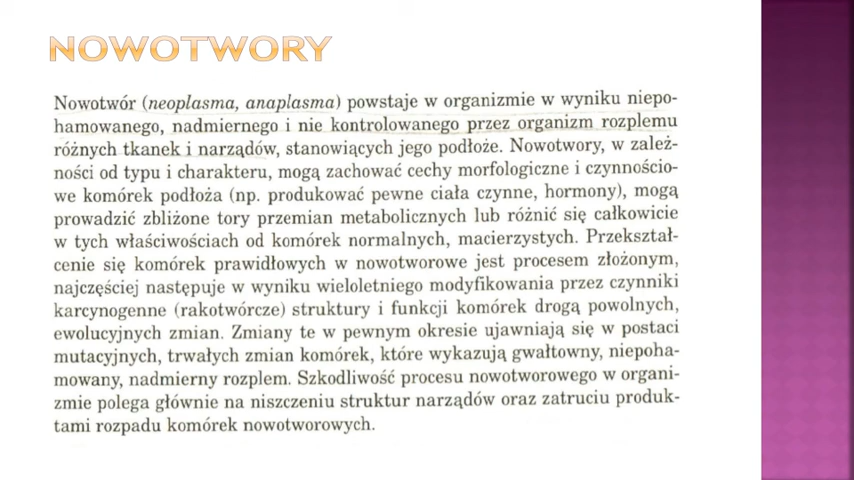 NOWOTWORY
Nowotwór (neoplasma, anaplasma) powstaje w organizmie w wyniku niepo-
hamowanego, nadmiernego i nie kontrolowanego przez organizm rozplemu
różnych tkanek i narządów, stanowiących jego podłoże. Nowotwory, w zależ-
ności od typu i charakteru, mogą zachować cechy morfologiczne i czynnościo-
we komórek podłoża (np. produkować pewne ciała czynne, hormony), mogą
prowadzić zbliżone tory przemian metabolicznych lub różnić się całkowicie
w tych właściwościach od komórek normalnych, macierzystych. Przekształ-
cenie się komórek prawidłowych w nowotworowe jest procesem złożonym,
najczęściej następuje w wyniku wieloletniego modyfikowania przez czynniki
karcynogenne (rakotwórcze) struktury i funkcji komórek drogą powolnych,
ewolucyjnych zmian. Zmiany te w pewnym okresie ujawniają się w postaci
mutacyjnych, trwałych zmian komórek, które wykazują gwałtowny, niepoha-
mowany, nadmierny rozplem. Szkodliwość procesu nowotworowego w organi-
zmie polega głównie na niszczeniu struktur narządów oraz zatruciu produk-
tami rozpadu komórek nowotworowych.